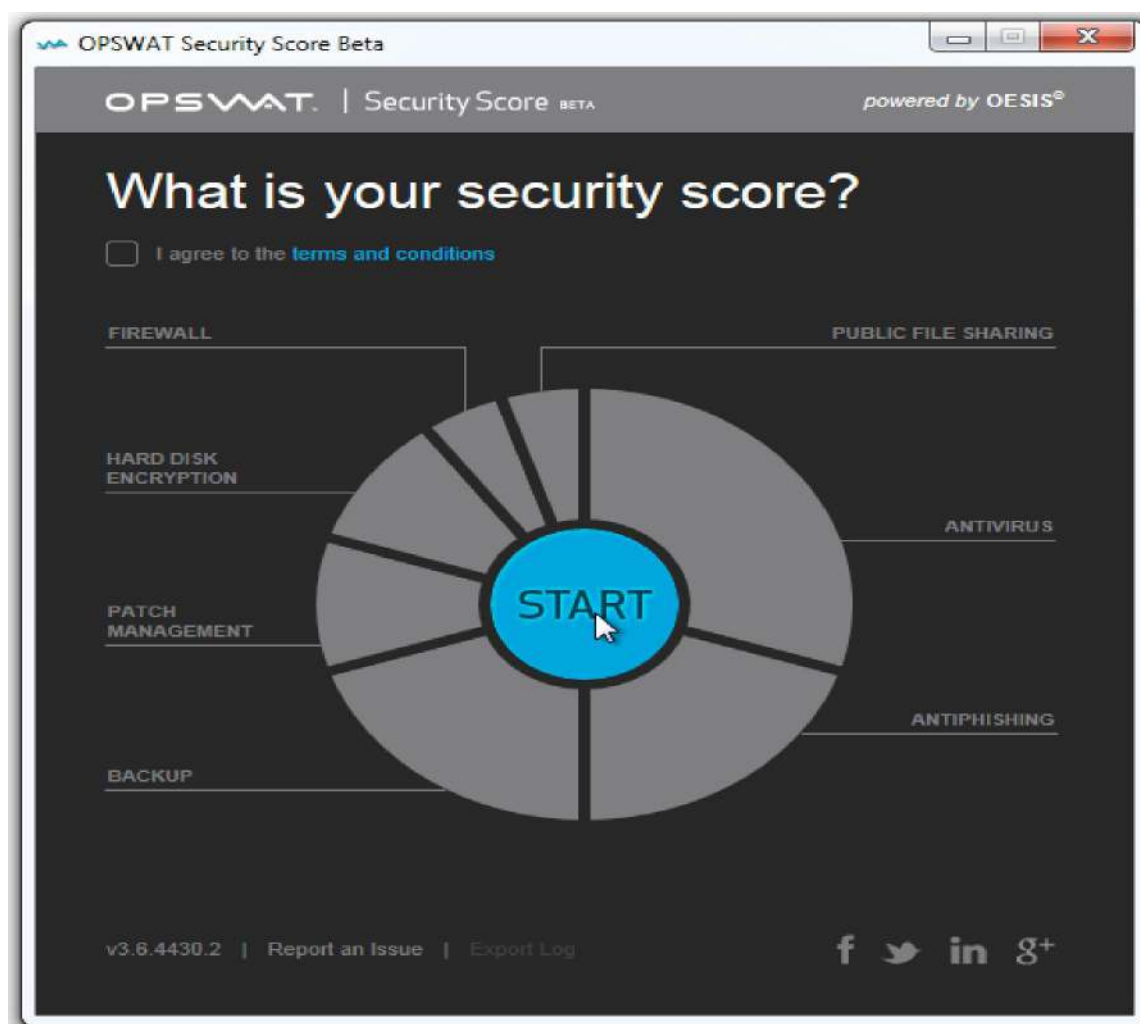 OPSWAT Security Score Beta
OPSWAT. | Security Score BETA
powered by OESIS©
What is your security score?
I agree to the terms and conditions
FIREWALL
PUBLIC FILE SHARING
HARD DISK
ENCRYPTION
ANTIVIRUS
START
PATCH
MANAGEMENT
ANTIPHISHING
BACKUP
v3.6.4430.2 | Report an Issue | Export Log
f in g+